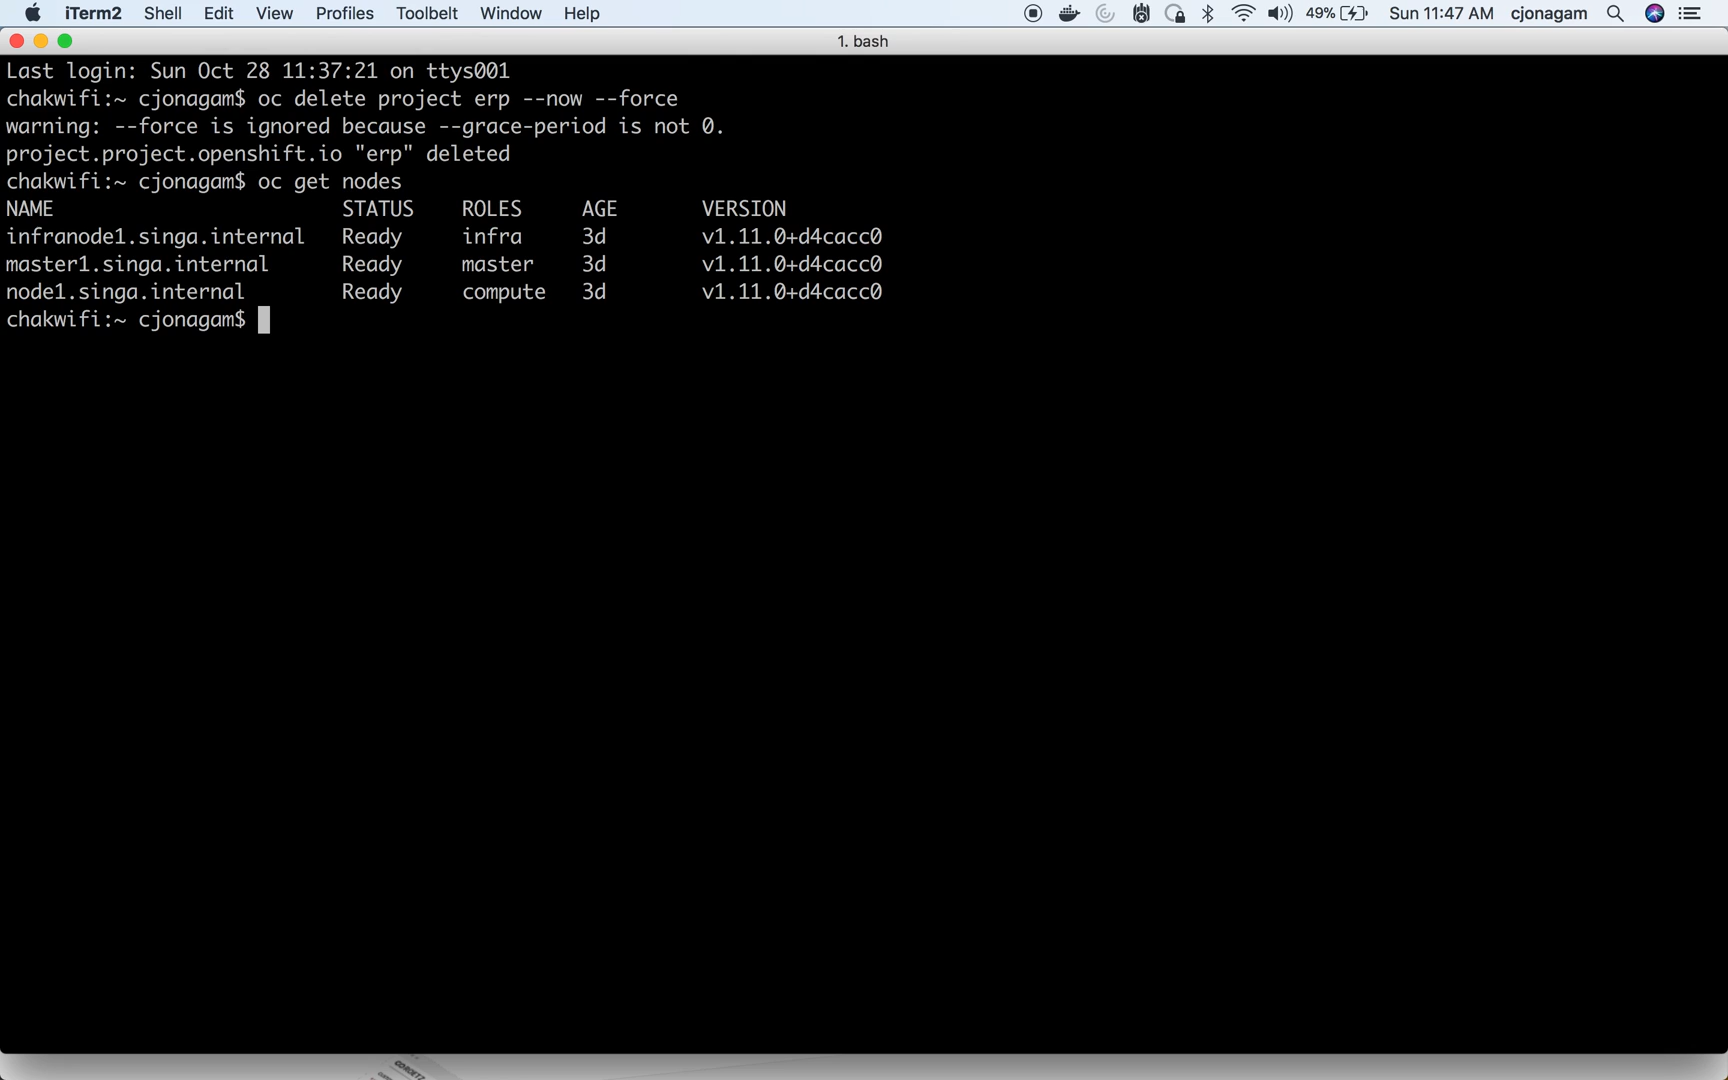 iTerm2 Shell Edit View Profiles Toolbelt Window Help 49% Sun 11:47 AM cjonagam
1. bash
Last login: Sun Oct 28 11:37:21 on ttys001
chakwifi:~ cjonagam$ oc delete project erp --now --force
warning: --force is ignored because --grace-period is not 0.
project.project.openshift.io "erp" deleted
chakwifi:~ cjonagam$ oc get nodes
NAME STATUS ROLES AGE VERSION
infranode1.singa.internal Ready infra 3d v1.11.0+d4cacc0
master1.singa.internal Ready master 3d v1.11.0+d4cacc0
node1.singa.internal Ready compute 3d v1.11.0+d4cacc0
chakwifi:~ cjonagam$